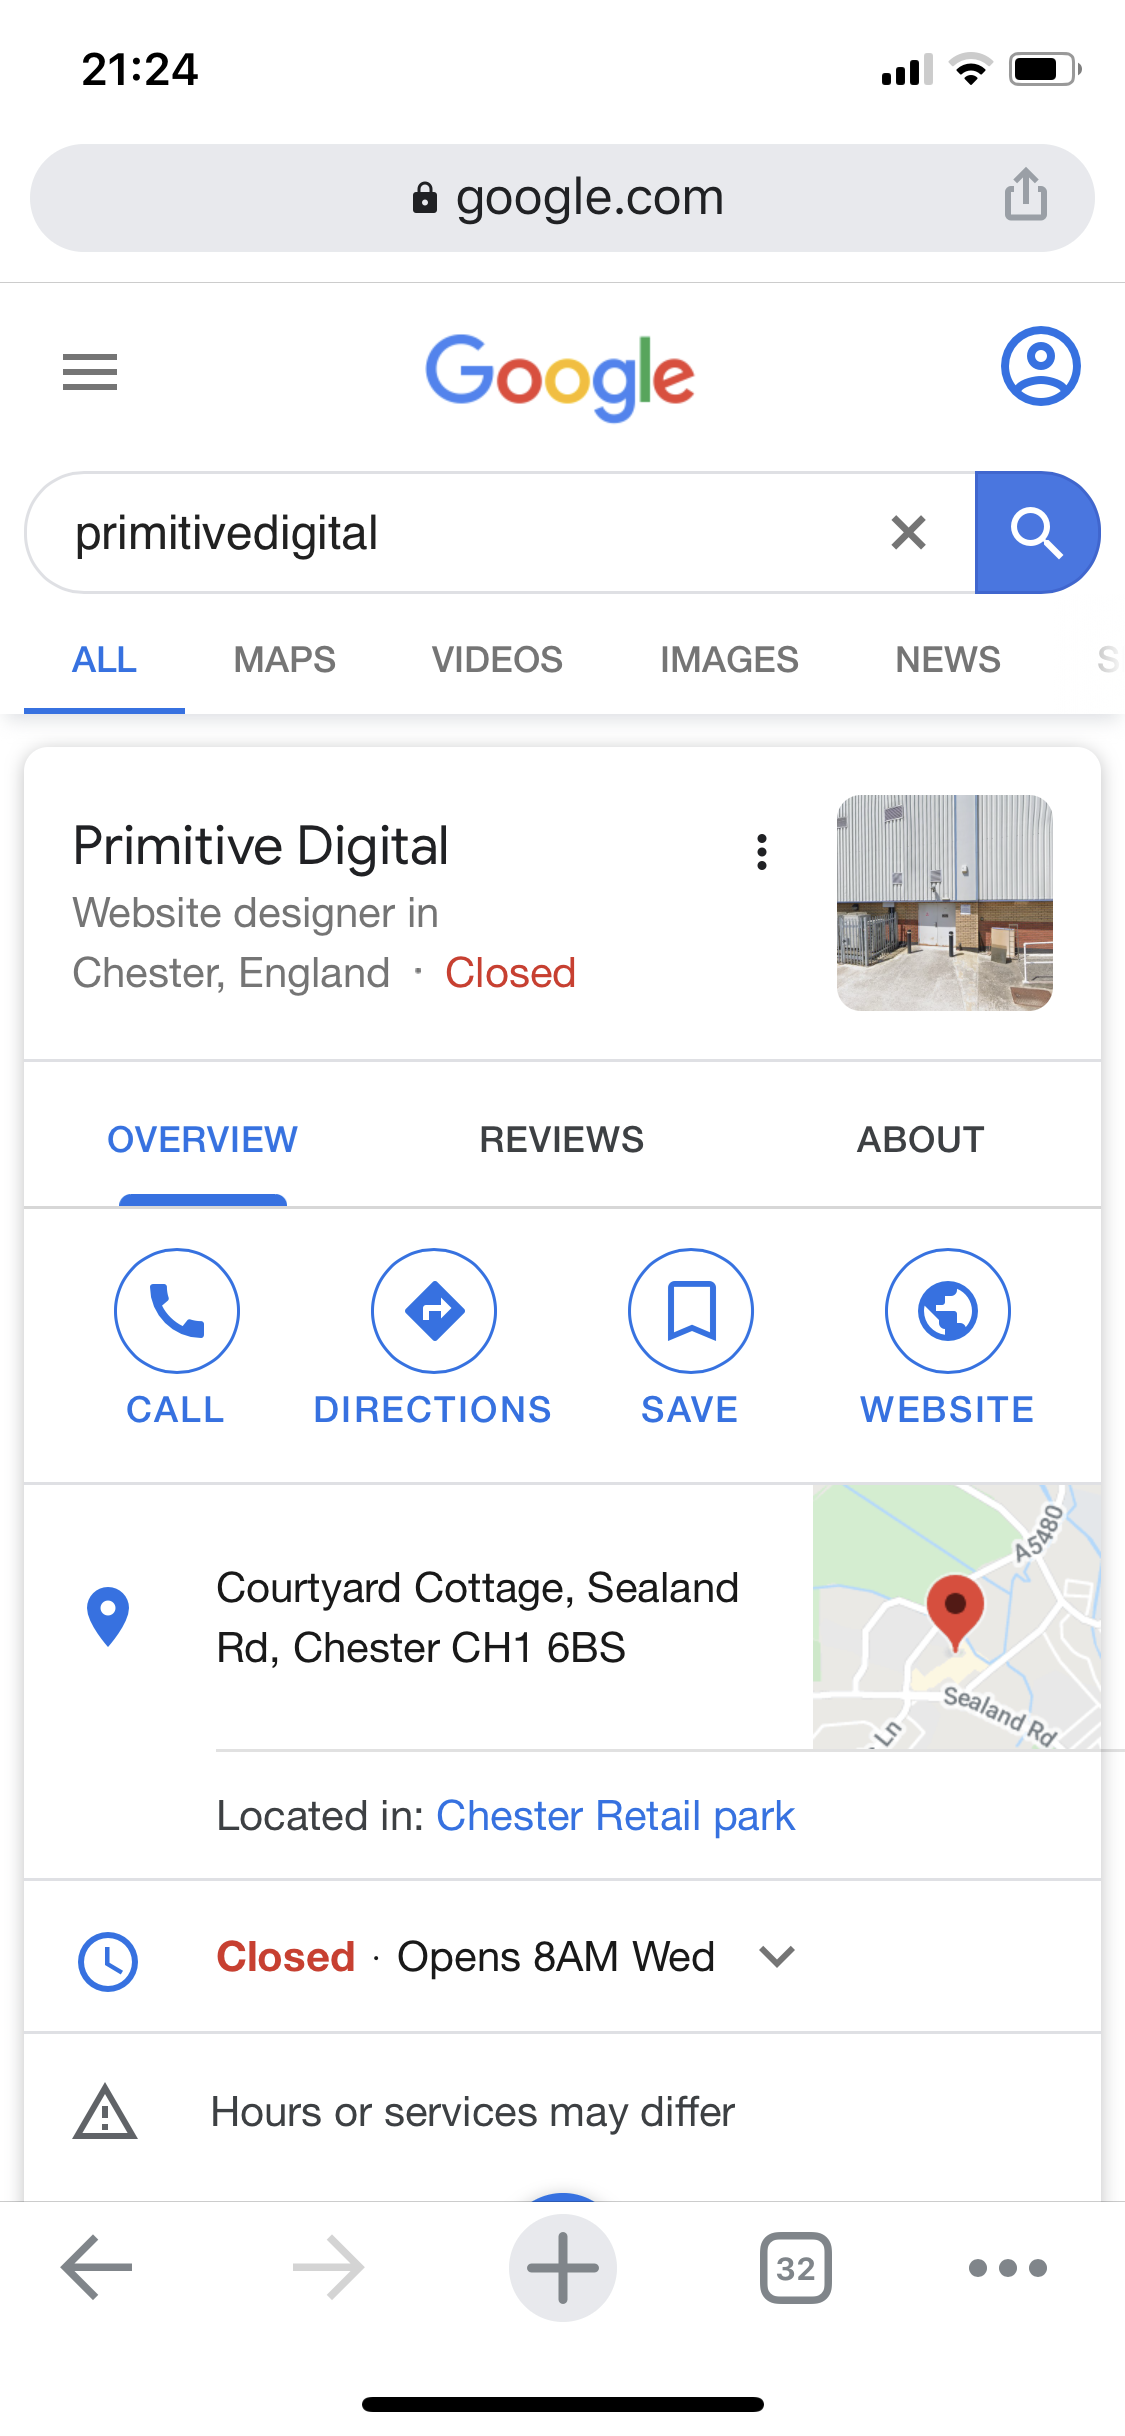 21:24
google.com
Google
primitivedigital
ALL MAPS VIDEOS IMAGES NEWS S
Primitive Digital
Website designer in
Chester, England · Closed
OVERVIEW REVIEWS ABOUT
CALL DIRECTIONS SAVE WEBSITE
Courtyard Cottage, Sealand
Rd, Chester CH1 6BS
A5480
Sealand Rd
Ln
Located in: Chester Retail park
Closed · Opens 8AM Wed
Hours or services may differ
32